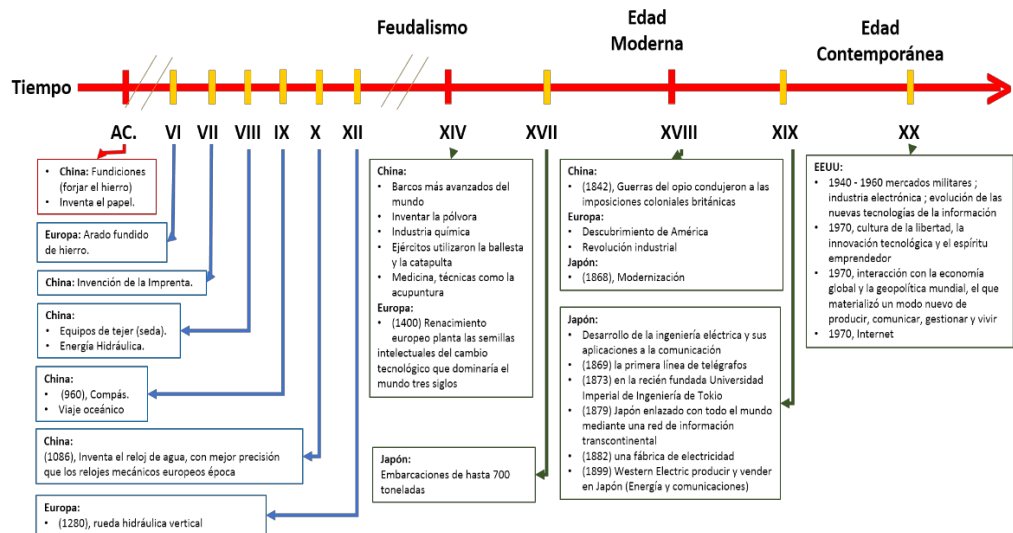 Feudalismo
Edad
Moderna
Edad
Contemporánea
Tiempo
AC.
VI
VII
VIII
IX
X
XII
XIV
XVII
XVIII
XIX
XX
• China: Fundiciones
(forjar el hierro)
• Inventa el papel.
Europa: Arado fundido
de hierro.
China: Invención de la Imprenta.
China:
• Equipos de tejer (seda).
• Energía Hidráulica.
China:
• (960), Compás.
• Viaje oceánico
China:
(1086), Inventa el reloj de agua, con mejor precisión
que los relojes mecánicos europeos época
Europa:
• (1280), rueda hidráulica vertical
China:
• Barcos más avanzados del
mundo
• Inventar la pólvora
• Industria química
• Ejércitos utilizaron la ballesta
y la catapulta
• Medicina, técnicas como la
acupuntura
Europa:
• (1400) Renacimiento
europeo planta las semillas
intelectuales del cambio
tecnológico que dominaría el
mundo tres siglos
Japón:
Embarcaciones de hasta 700
toneladas
China:
• (1842), Guerras del opio condujeron a las
imposiciones coloniales británicas
Europa:
• Descubrimiento de América
• Revolución industrial
Japón:
• (1868), Modernización
Japón:
• Desarrollo de la ingeniería eléctrica y sus
aplicaciones a la comunicación
• (1869) la primera línea de telégrafos
• (1873) en la recién fundada Universidad
Imperial de Ingeniería de Tokio
• (1879) Japón enlazado con todo el mundo
mediante una red de información
transcontinental
• (1882) una fábrica de electricidad
• (1899) Western Electric producir y vender
en Japón (Energía y comunicaciones)
EEUU:
• 1940 - 1960 mercados militares ;
industria electrónica ; evolución de las
nuevas tecnologías de la información
• 1970, cultura de la libertad, la
innovación tecnológica y el espíritu
emprendedor
• 1970, interacción con la economía
global y la geopolítica mundial, el que
materializó un modo nuevo de
producir, comunicar, gestionar y vivir
• 1970, Internet